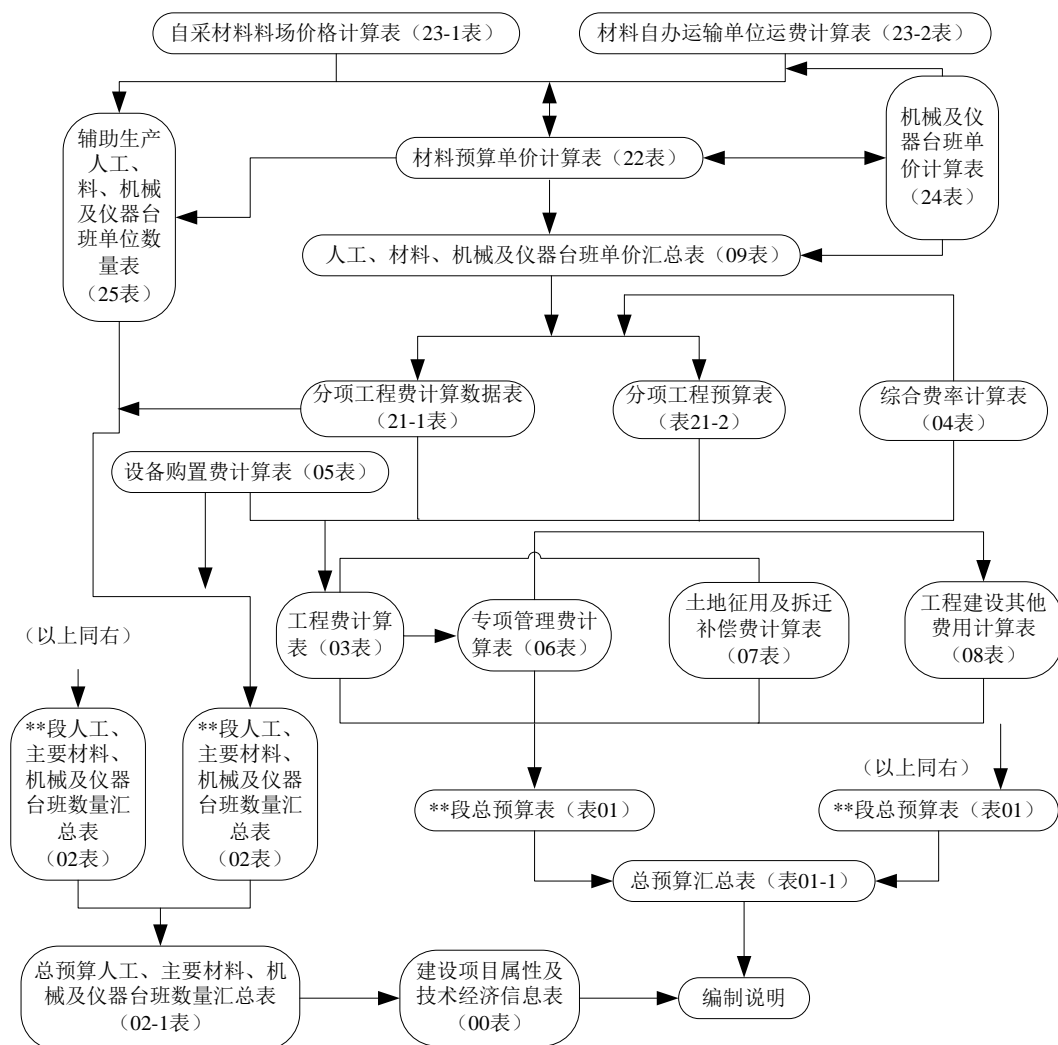 自采材料料场价格计算表（23-1表）
材料自办运输单位运费计算表（23-2表）
辅助生产
人工、
料、机械
及仪器台
班单位数
量表
（25表）
材料预算单价计算表（22表）
机械及仪
器台班单
价计算表
（24表）
人工、材料、机械及仪器台班单价汇总表（09表）
分项工程费计算数据表
（21-1表）
分项工程预算表
（表21-2）
综合费率计算表
（04表）
设备购置费计算表（05表）
工程费计算
表（03表）
专项管理费计
算表（06表）
土地征用及拆迁
补偿费计算表
（07表）
工程建设其他
费用计算表
（08表）
（以上同右）
**段人工、
主要材料、
机械及仪器
台班数量汇
总表
（02表）
**段人工、
主要材料、
机械及仪器
台班数量汇
总表
（02表）
（以上同右）
**段总预算表（表01）
**段总预算表（表01）
总预算汇总表（表01-1）
总预算人工、主要材料、机
械及仪器台班数量汇总表
（02-1表）
建设项目属性及
技术经济信息表
（00表）
编制说明